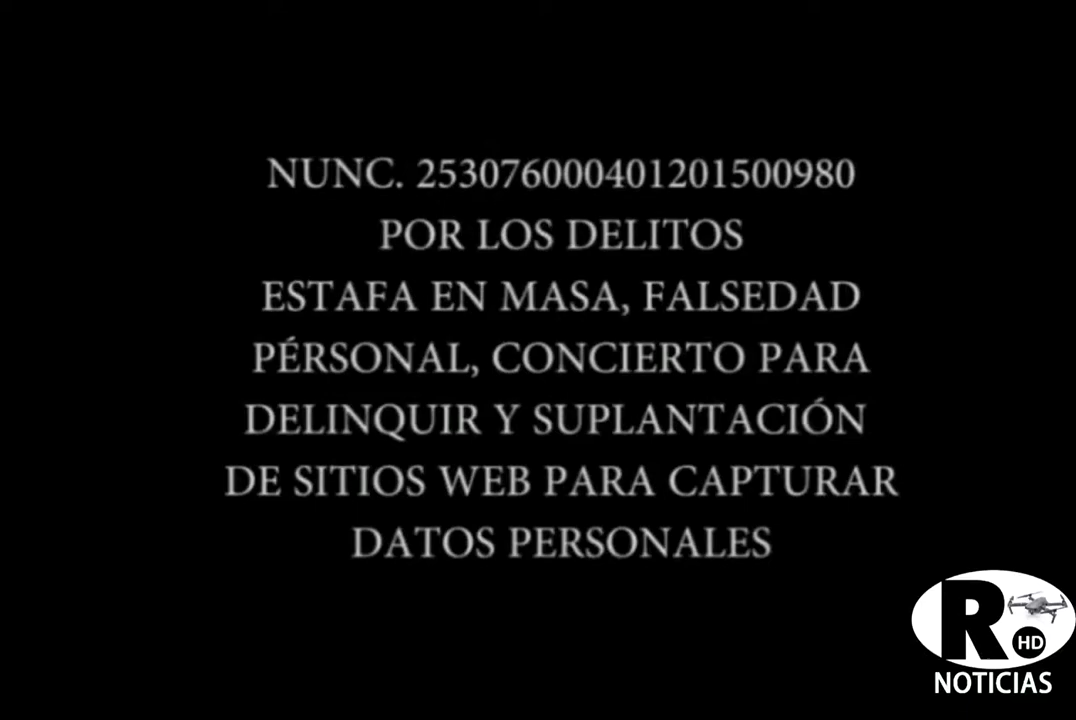 NUNC. 253076000401201500980
POR LOS DELITOS
ESTAFA EN MASA, FALSEDAD
PÉRSONAL, CONCIERTO PARA
DELINQUIR Y SUPLANTACIÓN
DE SITIOS WEB PARA CAPTURAR
DATOS PERSONALES
R HD
NOTICIAS